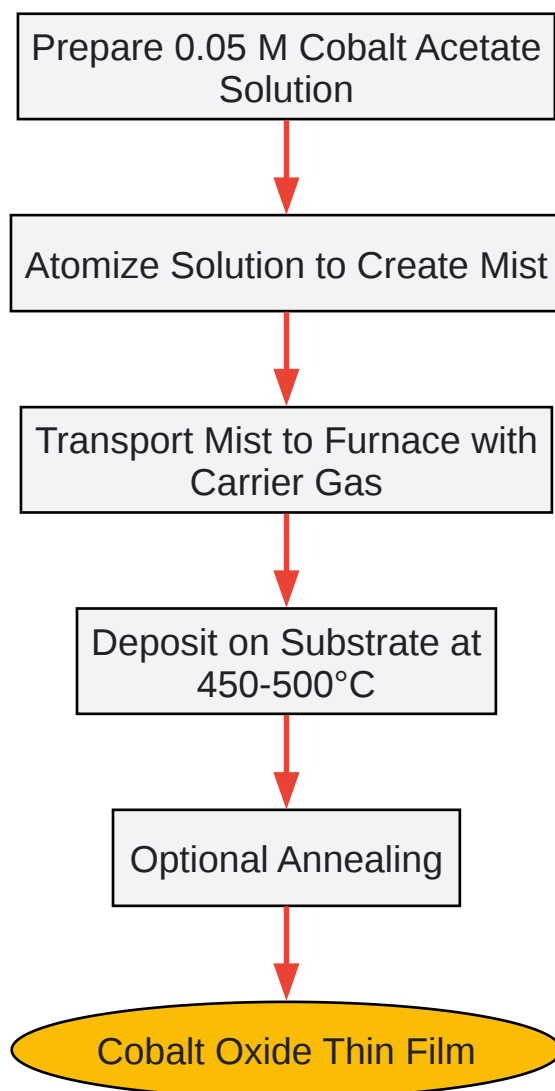 Prepare 0.05 M Cobalt Acetate
Solution
Atomize Solution to Create Mist
Transport Mist to Furnace with
Carrier Gas
Deposit on Substrate at
450-500°C
Optional Annealing
Cobalt Oxide Thin Film